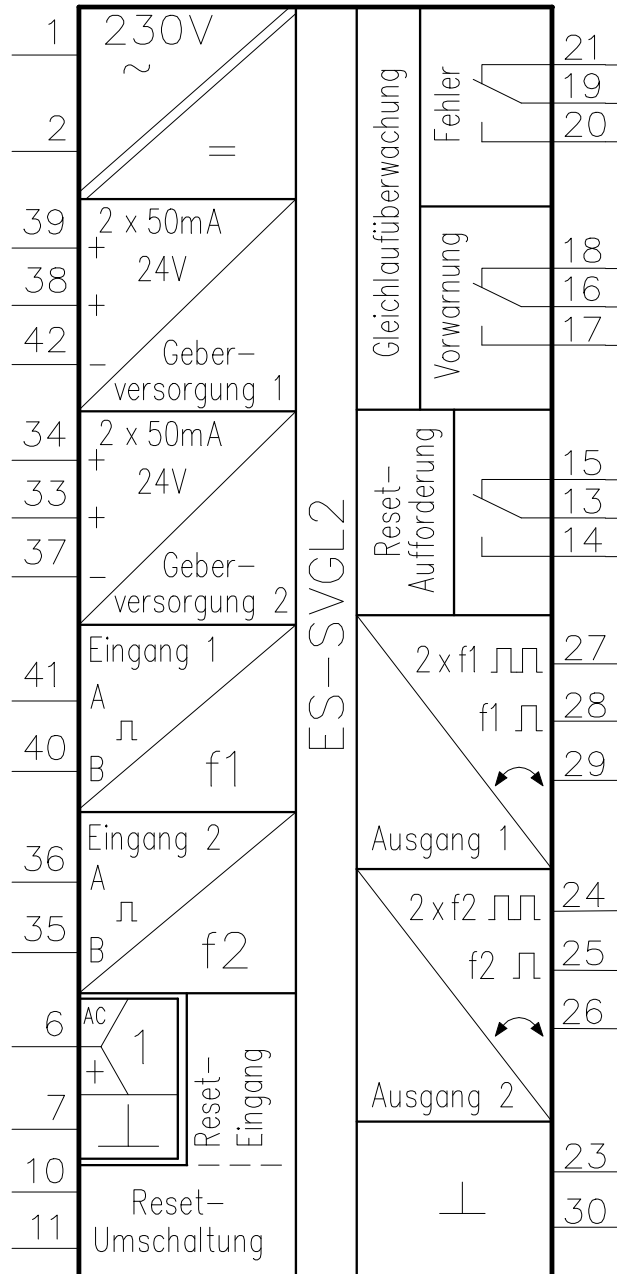 1
230V
~
2
=
39
2 x 50mA
+
24V
38
+
42
−
Geber-
versorgung 1
34
2 x 50mA
+
24V
33
+
37
−
Geber-
versorgung 2
Eingang 1
41
A
40
B
f1
Eingang 2
36
A
35
B
f2
6
AC
1
+
7
Reset-
Eingang
10
Reset-
Umschaltung
11
ES-SVGL2
Gleichlaufüberwachung
Fehler
21
19
20
Vorwarnung
18
16
17
Reset-
Aufforderung
15
13
14
2 x f1
27
f1
28
29
Ausgang 1
2 x f2
24
f2
25
26
Ausgang 2
23
30